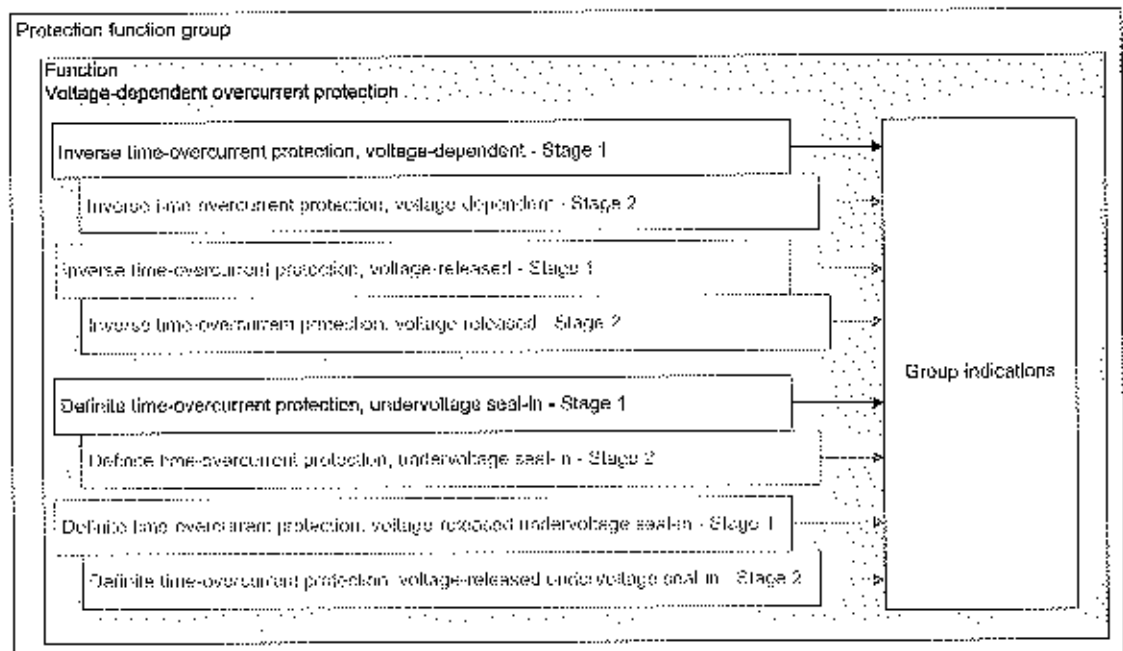 Protection function group
Function
Voltage-dependent overcurrent protection
Inverse time-overcurrent protection, voltage-dependent - Stage 1
Inverse time-overcurrent protection, voltage-dependent - Stage 2
Inverse time-overcurrent protection, voltage-released - Stage 1
Inverse time-overcurrent protection, voltage-released - Stage 2
Group indications
Definite time-overcurrent protection, undervoltage seal-in - Stage 1
Definite time-overcurrent protection, undervoltage seal-in - Stage 2
Definite time-overcurrent protection, voltage-released undervoltage seal-in - Stage 1
Definite time-overcurrent protection, voltage-released undervoltage seal-in - Stage 2